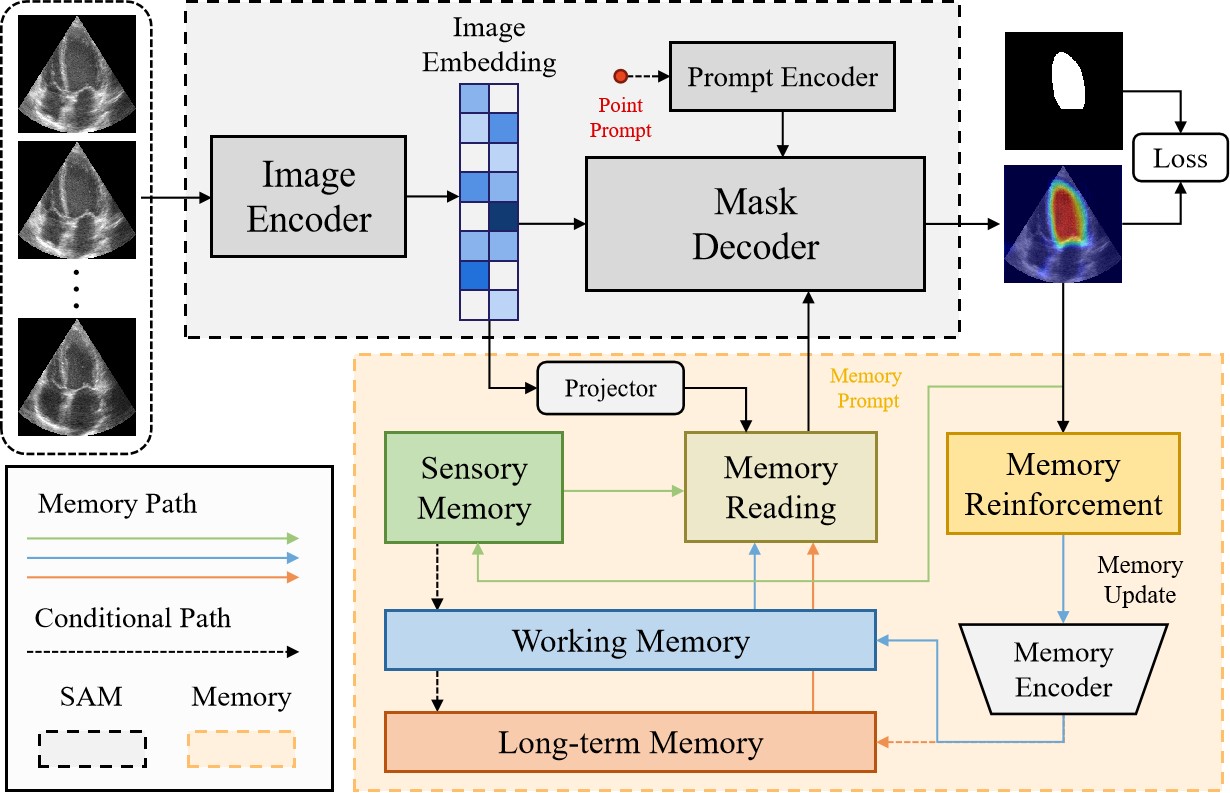 Image
Embedding
Prompt Encoder
Point
Prompt
Image
Encoder
Mask
Decoder
Loss
Projector
Memory
Prompt
Sensory
Memory
Memory
Reading
Memory
Reinforcement
Memory
Update
Working Memory
Memory
Encoder
Long-term Memory
Memory Path
Conditional Path
SAM
Memory